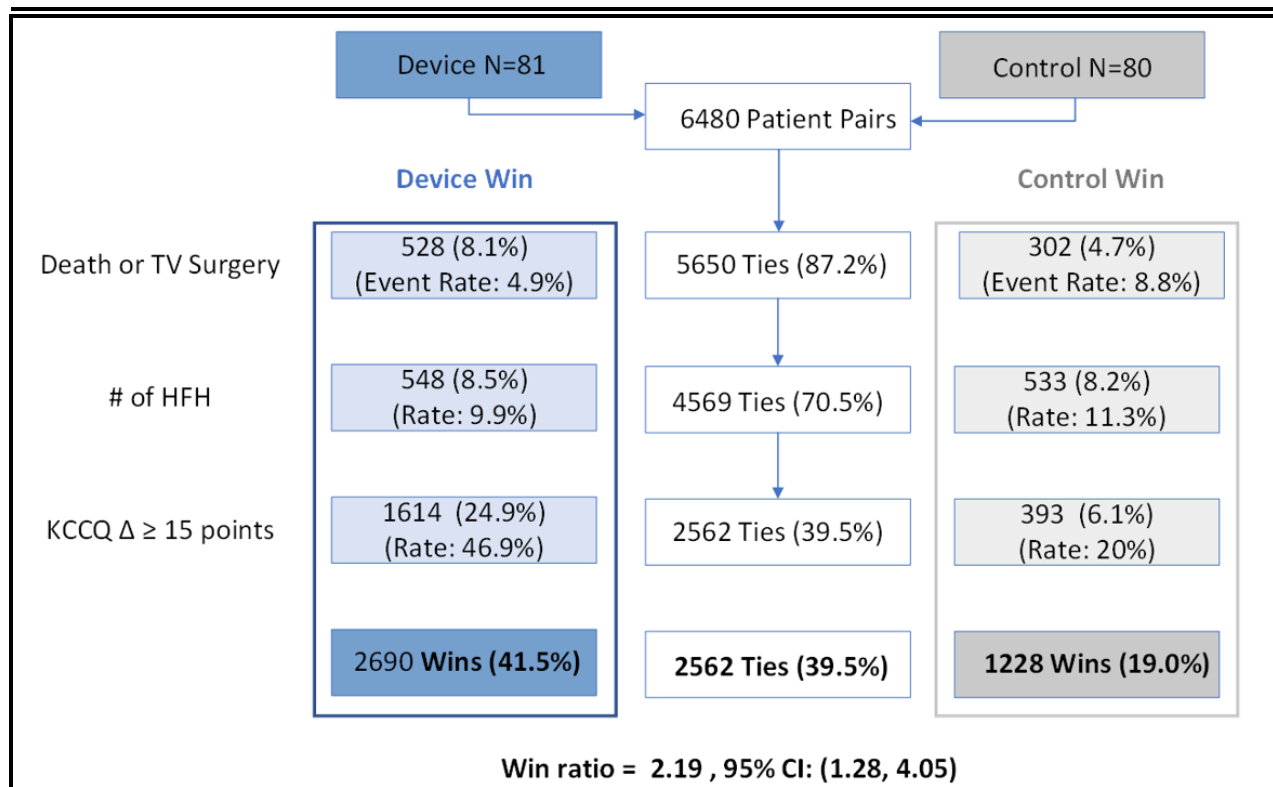 Device N=81
Control N=80
6480 Patient Pairs
Device Win
Control Win
Death or TV Surgery
528 (8.1%)
(Event Rate: 4.9%)
5650 Ties (87.2%)
302 (4.7%)
(Event Rate: 8.8%)
# of HFH
548 (8.5%)
(Rate: 9.9%)
4569 Ties (70.5%)
533 (8.2%)
(Rate: 11.3%)
KCCQ Δ ≥ 15 points
1614 (24.9%)
(Rate: 46.9%)
2562 Ties (39.5%)
393 (6.1%)
(Rate: 20%)
2690 Wins (41.5%)
2562 Ties (39.5%)
1228 Wins (19.0%)
Win ratio = 2.19 , 95% CI: (1.28, 4.05)